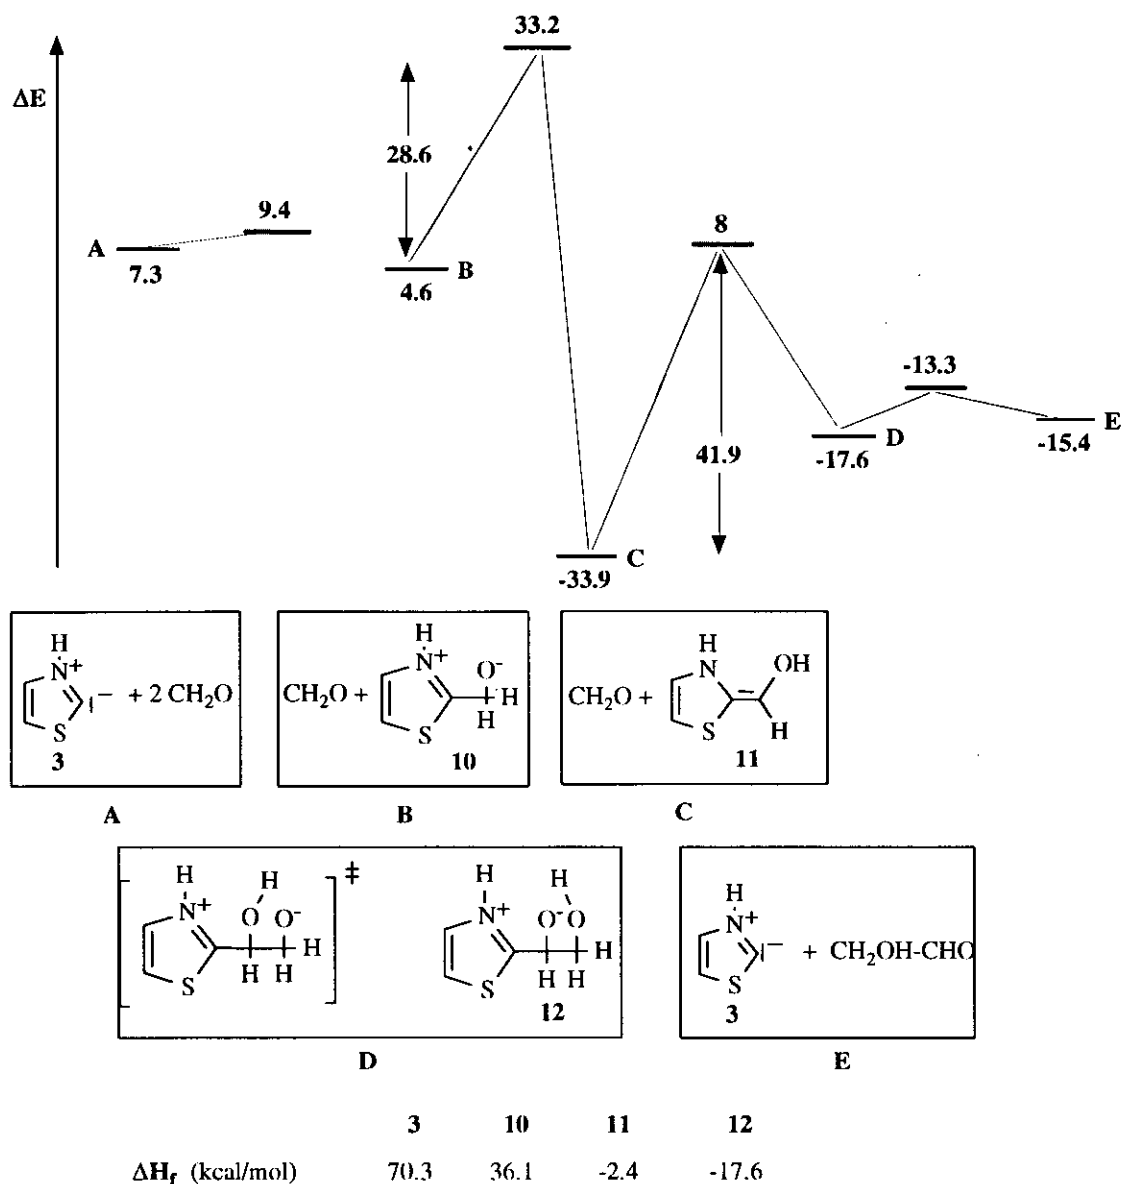 33.2
ΔE
28.6
9.4
8
A
7.3
B
4.6
-13.3
E
D
-17.6
-15.4
41.9
C
-33.9
H
N+
S
3
− + 2 CH2O
CH2O +
H
N+
O-
H
H
S
10
CH2O +
H
N
OH
H
S
11
A
B
C
H
H
N+
O O-
H
H H
S
‡
H
H
N+
O- O
H
H H
S
12
H
N+
S
3
− + CH2OH-CHO
D
E
3 10 11 12
ΔHf (kcal/mol) 70.3 36.1 -2.4 -17.6